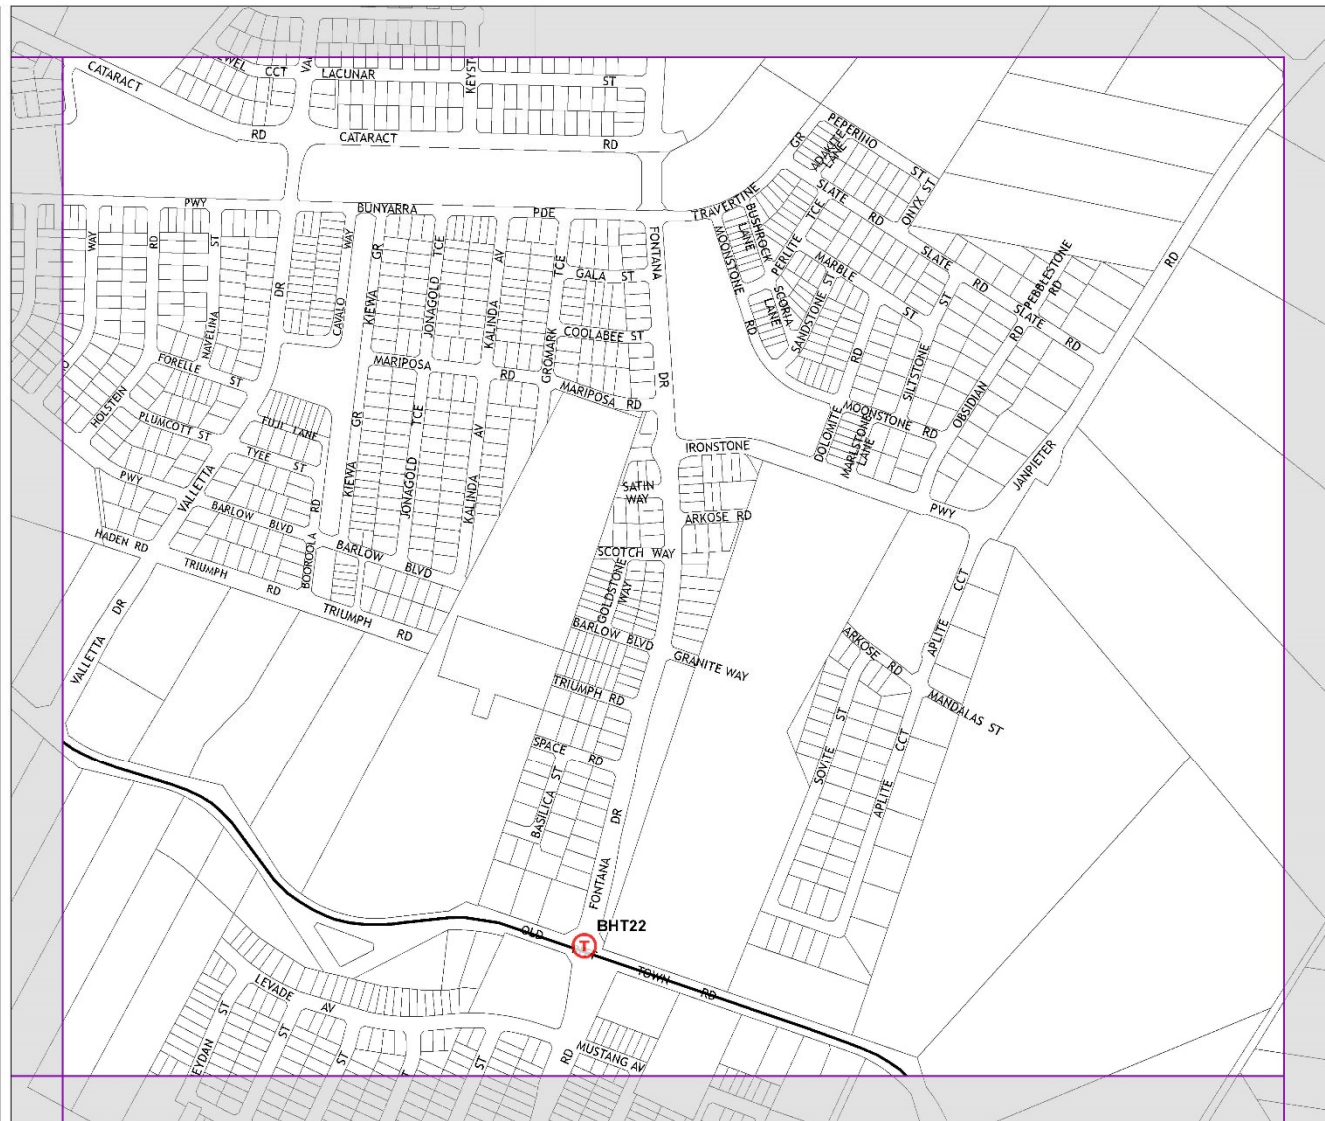 CATARACT
RD
CATARACT
RD
CCT
LACUNAR
ST
PWY
BUNYARRA
PDE
TRAVERTINE
GR
PEPERINO
ST
ONYX ST
LANE
SLATE
RD
SLATE
RD
SLATE
RD
PEBBLESTONE
RD
RD
BUSHROCK
LANE
MOONSTONE
RD
PERLITE
TCE
MARBLE
ST
SCORIA
LANE
SANDSTONE
ST
RD
SILTSTONE
ST
OBSIDIAN
RD
MOONSTONE
RD
DOLOMITE
MARLSTONE
LANE
JANPIETER
WAY
RD
ST
NAVELINA
DR
CAVALO
WAY
KIEWA
GR
JONAGOLD
TCE
KALINDA
AV
GROMARK
TCE
GALA ST
COOLABEE ST
FONTANA
DR
FORELLE
ST
HOLSTEIN
PLUMCOTT ST
FUJI LANE
TYEE ST
MARIPOSA
RD
MARIPOSA RD
KIEWA
GR
JONAGOLD
TCE
KALINDA
AV
IRONSTONE
PWY
SATIN
WAY
ARKOSE RD
SCOTCH WAY
GOLDSTONE
WAY
PWY
VALLETTA
BARLOW BLVD
BOOROOLA
RD
BARLOW
BLVD
HADEN RD
TRIUMPH
RD
TRIUMPH
RD
VALLETTA
DR
BARLOW BLVD
GRANITE WAY
TRIUMPH RD
SPACE
RD
BASILICA ST
FONTANA
DR
APLITE
CCT
ARKOSE RD
MANDALAS ST
SOVITE
ST
APLITE
CCT
BHT22
T
OLD
TOWN
RD
LEVADE
AV
EYDAN
ST
ST
ST
ST
RD
MUSTANG AV